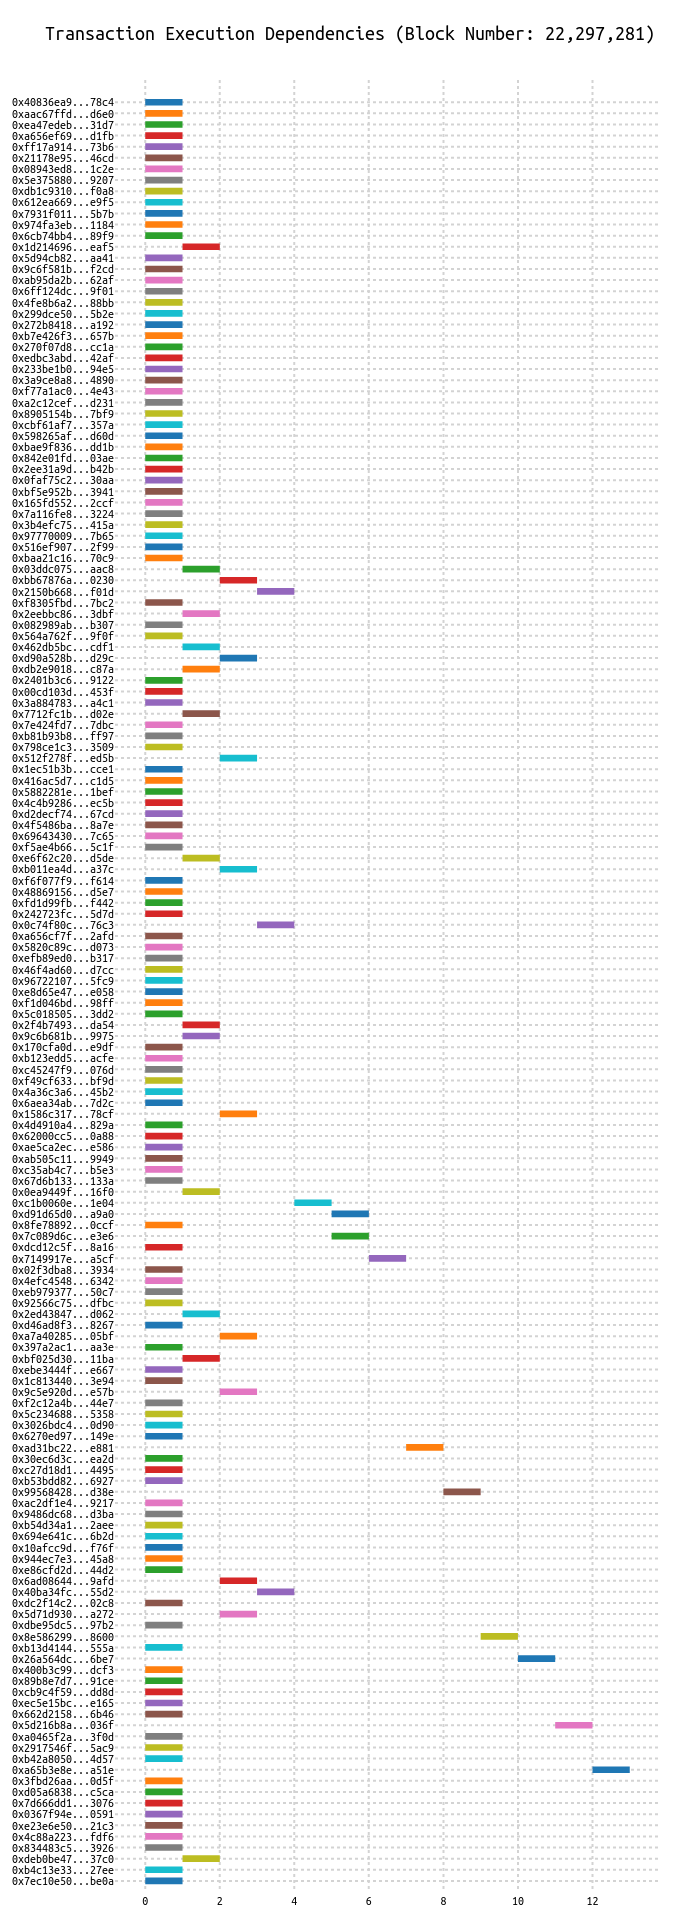 Transaction Execution Dependencies (Block Number: 22,297,281)
0x40836ea9...78c4
0xaac67ffd...d6e0
0xea47edeb...31d7
0xa656ef69...d1fb
0xff17a914...73b6
0x21178e95...46cd
0x08943ed8...1c2e
0x5e375880...9207
0xdb1c9310...f0a8
0x612ea669...e9f5
0x7931f011...5b7b
0x974fa3eb...1184
0x6cb74bb4...89f9
0x1d214696...eaf5
0x5d94cb82...aa41
0x9c6f581b...f2cd
0xab95da2b...62af
0x6ff124dc...9f01
0x4fe8b6a2...88bb
0x299dce50...5b2e
0x272b8418...a192
0xb7e426f3...657b
0x270f07d8...cc1a
0xedbc3abd...42af
0x233be1b0...94e5
0x3a9ce8a8...4890
0xf77a1ac0...4e43
0xa2c12cef...d231
0x8905154b...7bf9
0xcbf61af7...357a
0x598265af...d60d
0xbae9f836...dd1b
0x842e01fd...03ae
0x2ee31a9d...b42b
0x0faf75c2...30aa
0xbf5e952b...3941
0x165fd552...2ccf
0x7a116fe8...3224
0x3b4efc75...415a
0x97770009...7b65
0x516ef907...2f99
0xbaa21c16...70c9
0x03ddc075...aac8
0xbb67876a...0230
0x2150b668...f01d
0xf8305fbd...7bc2
0x2eebbc86...3dbf
0x082989ab...b307
0x564a762f...9f0f
0x462db5bc...cdf1
0xd90a528b...d29c
0xdb2e9018...c87a
0x2401b3c6...9122
0x00cd103d...453f
0x3a884783...a4c1
0x7712fc1b...d02e
0x7e424fd7...7dbc
0xb81b93b8...ff97
0x798ce1c3...3509
0x512f278f...ed5b
0x1ec51b3b...cce1
0x416ac5d7...c1d5
0x5882281e...1bef
0x4c4b9286...ec5b
0xd2decf74...67cd
0x4f5486ba...8a7e
0x69643430...7c65
0xf5ae4b66...5c1f
0xe6f62c20...d5de
0xb011ea4d...a37c
0xf6f077f9...f614
0x48869156...d5e7
0xfd1d99fb...f442
0x242723fc...5d7d
0x0c74f80c...76c3
0xa656cf7f...2afd
0x5820c89c...d073
0xefb89ed0...b317
0x46f4ad60...d7cc
0x96722107...5fc9
0xe8d65e47...e058
0xf1d046bd...98ff
0x5c018505...3dd2
0x2f4b7493...da54
0x9c6b681b...9975
0x170cfa0d...e9df
0xb123edd5...acfe
0xc45247f9...076d
0xf49cf633...bf9d
0x4a36c3a6...45b2
0x6aea34ab...7d2c
0x1586c317...78cf
0x4d4910a4...829a
0x62000cc5...0a88
0xae5ca2ec...e586
0xab505c11...9949
0xc35ab4c7...b5e3
0x67d6b133...133a
0x0ea9449f...16f0
0xc1b0060e...1e04
0xd91d65d0...a9a0
0x8fe78892...0ccf
0x7c089d6c...e3e6
0xdcd12c5f...8a16
0x7149917e...a5cf
0x02f3dba8...3934
0x4efc4548...6342
0xeb979377...50c7
0x92566c75...dfbc
0x2ed43847...d062
0xd46ad8f3...8267
0xa7a40285...05bf
0x397a2ac1...aa3e
0xbf025d30...11ba
0xebe3444f...e667
0x1c813440...3e94
0x9c5e920d...e57b
0xf2c12a4b...44e7
0x5c234688...5358
0x3026bdc4...0d90
0x6270ed97...149e
0xad31bc22...e881
0x30ec6d3c...ea2d
0xc27d18d1...4495
0xb53bdd82...6927
0x99568428...d38e
0xac2df1e4...9217
0x9486dc68...d3ba
0xb54d34a1...2aee
0x694e641c...6b2d
0x10afcc9d...f76f
0x944ec7e3...45a8
0xe86cfd2d...44d2
0x6ad08644...9afd
0x40ba34fc...55d2
0xdc2f14c2...02c8
0x5d71d930...a272
0xdbe95dc5...97b2
0x8e586299...8600
0xb13d4144...555a
0x26a564dc...6be7
0x400b3c99...dcf3
0x89b8e7d7...91ce
0xcb9c4f59...dd8d
0xec5e15bc...e165
0x662d2158...6b46
0x5d216b8a...036f
0xa0465f2a...3f0d
0x2917546f...5ac9
0xb42a8050...4d57
0xa65b3e8e...a51e
0x3fbd26aa...0d5f
0xd05a6838...c5ca
0x7d666dd1...3076
0x0367f94e...0591
0xe23e6e50...21c3
0x4c88a223...fdf6
0x834483c5...3926
0xdeb0be47...37c0
0xb4c13e33...27ee
0x7ec10e50...be0a
0 2 4 6 8 10 12